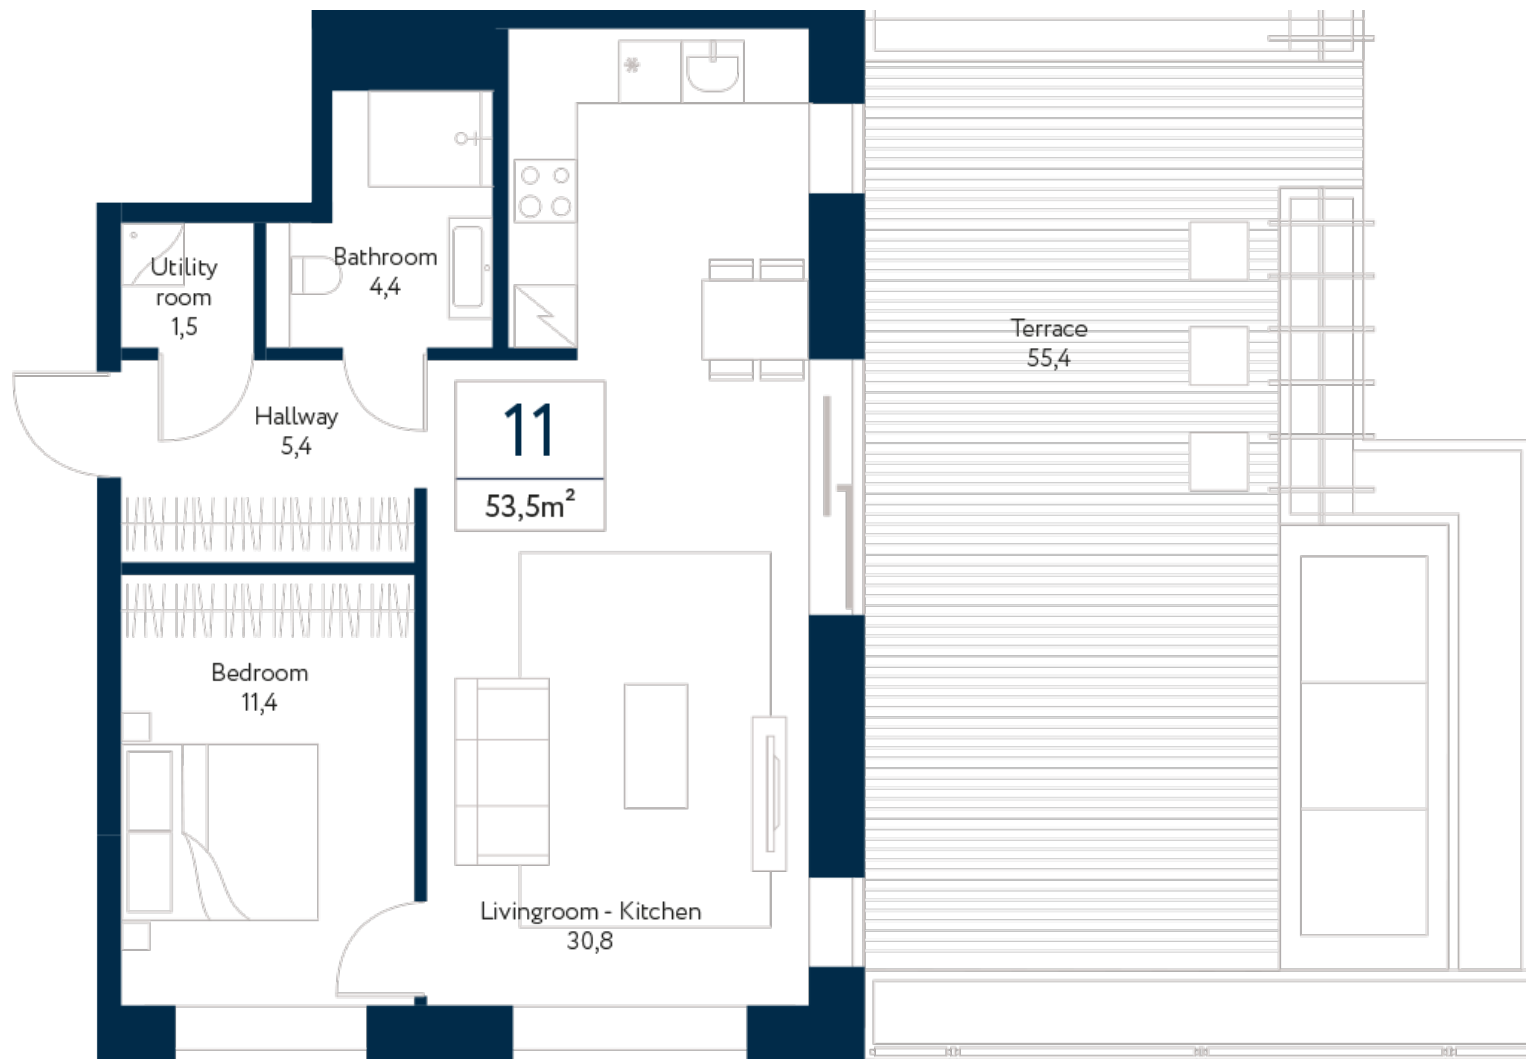 Utility
room
1,5
Bathroom
4,4
Terrace
55,4
Hallway
5,4
11
53,5m²
Bedroom
11,4
Livingroom - Kitchen
30,8